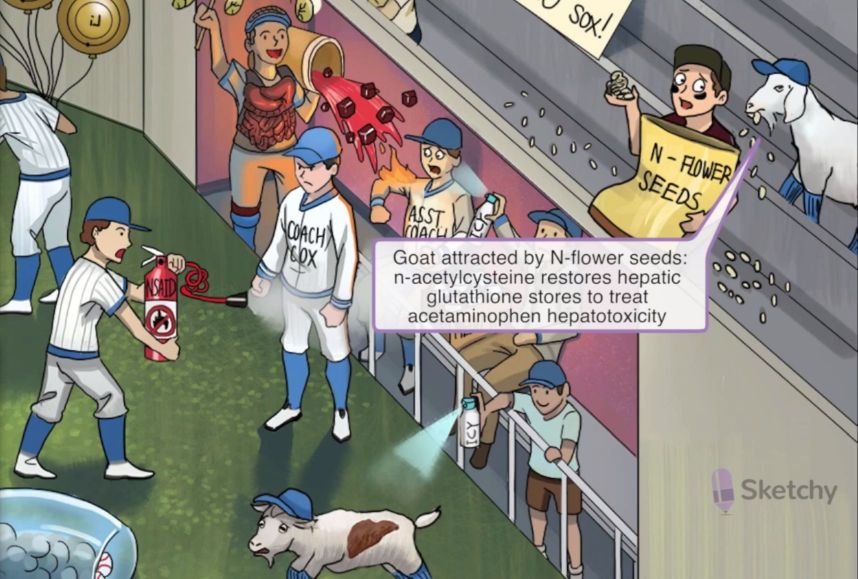 O SOX!
N-FLOWER
SEEDS
ASST
COACH
ICY
COACH
COX
NSAID
Goat attracted by N-flower seeds:
n-acetylcysteine restores hepatic
glutathione stores to treat
acetaminophen hepatotoxicity
ICY
Sketchy